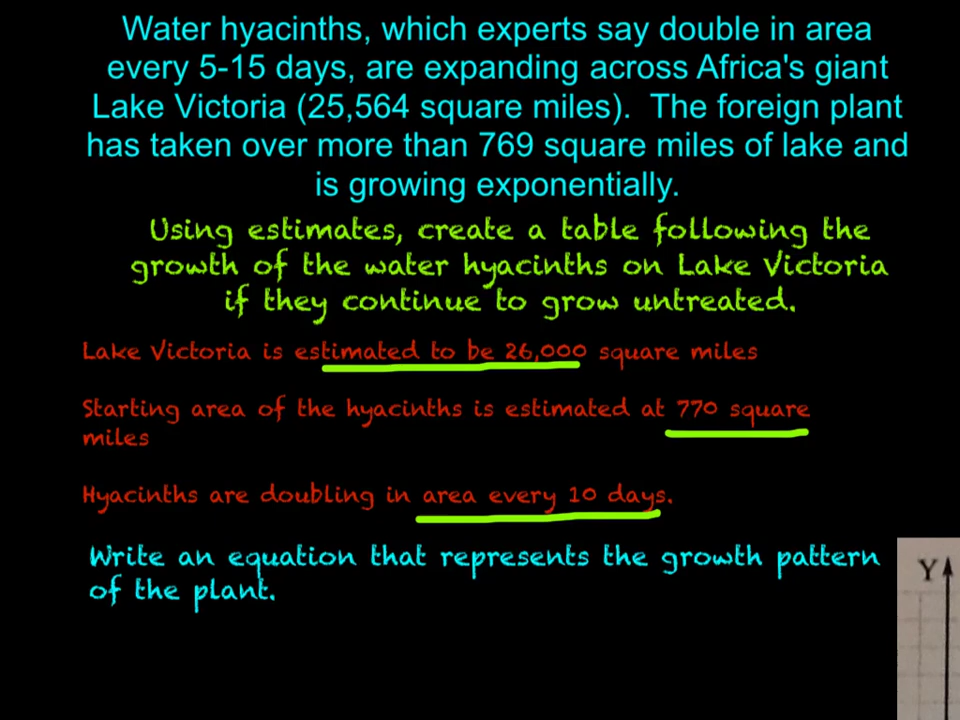 Water hyacinths, which experts say double in area
every 5-15 days, are expanding across Africa's giant
Lake Victoria (25,564 square miles). The foreign plant
has taken over more than 769 square miles of lake and
is growing exponentially.
Using estimates, create a table following the
growth of the water hyacinths on Lake Victoria
if they continue to grow untreated.
Lake Victoria is estimated to be 26,000 square miles
Starting area of the hyacinths is estimated at 770 square
miles
Hyacinths are doubling in area every 10 days.
Write an equation that represents the growth pattern
of the plant.
Y